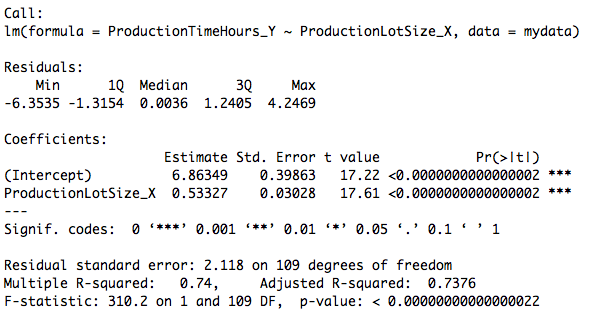 Call:
lm(formula = ProductionTimeHours_Y ~ ProductionLotSize_X, data = mydata)
Residuals:
Min 1Q Median 3Q Max
-6.3535 -1.3154 0.0036 1.2405 4.2469
Coefficients:
Estimate Std. Error t value Pr(>|t|)
(Intercept) 6.86349 0.39863 17.22 <0.0000000000000002 ***
ProductionLotSize_X 0.53327 0.03028 17.61 <0.0000000000000002 ***
---
Signif. codes: 0 ‘***’ 0.001 ‘**’ 0.01 ‘*’ 0.05 ‘.’ 0.1 ‘ ’ 1
Residual standard error: 2.118 on 109 degrees of freedom
Multiple R-squared: 0.74, Adjusted R-squared: 0.7376
F-statistic: 310.2 on 1 and 109 DF, p-value: < 0.00000000000000022